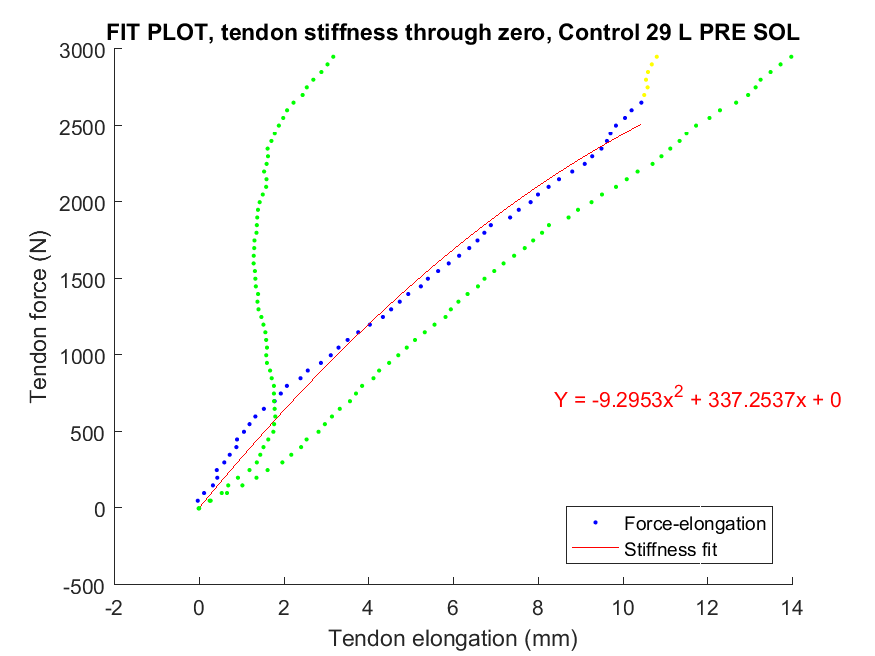 FIT PLOT, tendon stiffness through zero, Control 29 L PRE SOL
3000
2500
2000
1500
1000
500
0
-500
Tendon force (N)
Y = -9.2953x² + 337.2537x + 0
Force-elongation
Stiffness fit
-2 0 2 4 6 8 10 12 14
Tendon elongation (mm)